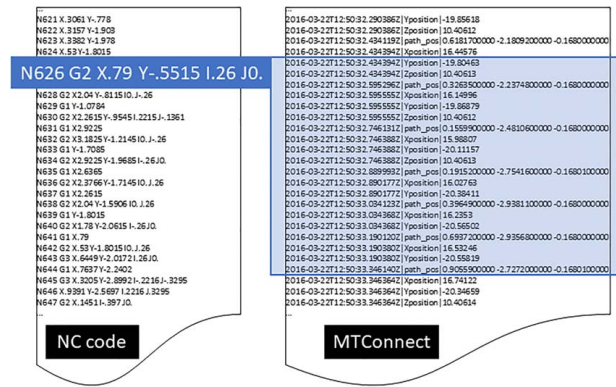 ...
N621 X.3061 Y-.778
N622 X.3157 Y-1.903
N623 X.3382 Y-1.978
N624 X.53 Y-1.8015
N626 G2 X.79 Y-.5515 I.26 J0.
N628 G2 X2.04 Y-.8115 I0. J-.26
N629 G1 Y-1.0784
N630 G2 X2.2615 Y-.9545 I.2215 J-.1361
N631 G1 X2.9225
N632 G2 X3.1825 Y-1.2145 I0. J-.26
N633 G1 Y-1.7085
N634 G2 X2.9225 Y-1.9685 I-.26 J0.
N635 G1 X2.6365
N636 G2 X2.3766 Y-1.7145 I0. J.26
N637 G1 X2.2615
N638 G2 X2.04 Y-1.5906 I0. J.26
N639 G1 Y-1.8015
N640 G2 X1.78 Y-2.0615 I-.26 J0.
N641 G1 X.79
N642 G2 X.53 Y-1.8015 I0. J.26
N643 G3 X.6449 Y-2.0172 I.26 J0.
N644 G1 X.7637 Y-2.2402
N645 G3 X.3205 Y-2.8992 I-.2216 J-.3295
N646 X.9391 Y-2.5697 I.2216 J.3295
N647 G2 X.1451 I-.397 J0.
...
NC code
...
2016-03-22T12:50:32.290386Z|Yposition|-19.85618
2016-03-22T12:50:32.290386Z|Zposition|10.40612
2016-03-22T12:50:32.434119Z|path_pos|0.6181700000 -2.1809200000 -0.1680000000
2016-03-22T12:50:32.434394Z|Xposition|16.44576
2016-03-22T12:50:32.434394Z|Yposition|-19.80463
2016-03-22T12:50:32.434394Z|Zposition|10.40613
2016-03-22T12:50:32.595296Z|path_pos|0.3263500000 -2.2374800000 -0.1680000000
2016-03-22T12:50:32.595555Z|Xposition|16.14996
2016-03-22T12:50:32.595555Z|Yposition|-19.86879
2016-03-22T12:50:32.595555Z|Zposition|10.40612
2016-03-22T12:50:32.746131Z|path_pos|0.1559900000 -2.4810600000 -0.1680000000
2016-03-22T12:50:32.746388Z|Xposition|15.98807
2016-03-22T12:50:32.746388Z|Yposition|-20.11157
2016-03-22T12:50:32.746388Z|Zposition|10.40613
2016-03-22T12:50:32.889993Z|path_pos|0.1915200000 -2.7541600000 -0.1680100000
2016-03-22T12:50:32.890177Z|Xposition|16.02763
2016-03-22T12:50:32.890177Z|Yposition|-20.38411
2016-03-22T12:50:33.034123Z|path_pos|0.3964900000 -2.9381100000 -0.1680000000
2016-03-22T12:50:33.034368Z|Xposition|16.2353
2016-03-22T12:50:33.034368Z|Yposition|-20.56502
2016-03-22T12:50:33.190120Z|path_pos|0.6937200000 -2.9356800000 -0.1680000000
2016-03-22T12:50:33.190380Z|Xposition|16.53246
2016-03-22T12:50:33.190380Z|Yposition|-20.55819
2016-03-22T12:50:33.346140Z|path_pos|0.9055900000 -2.7272000000 -0.1680100000
2016-03-22T12:50:33.346364Z|Xposition|16.74122
2016-03-22T12:50:33.346364Z|Yposition|-20.34659
2016-03-22T12:50:33.346364Z|Zposition|10.40614
...
MTConnect